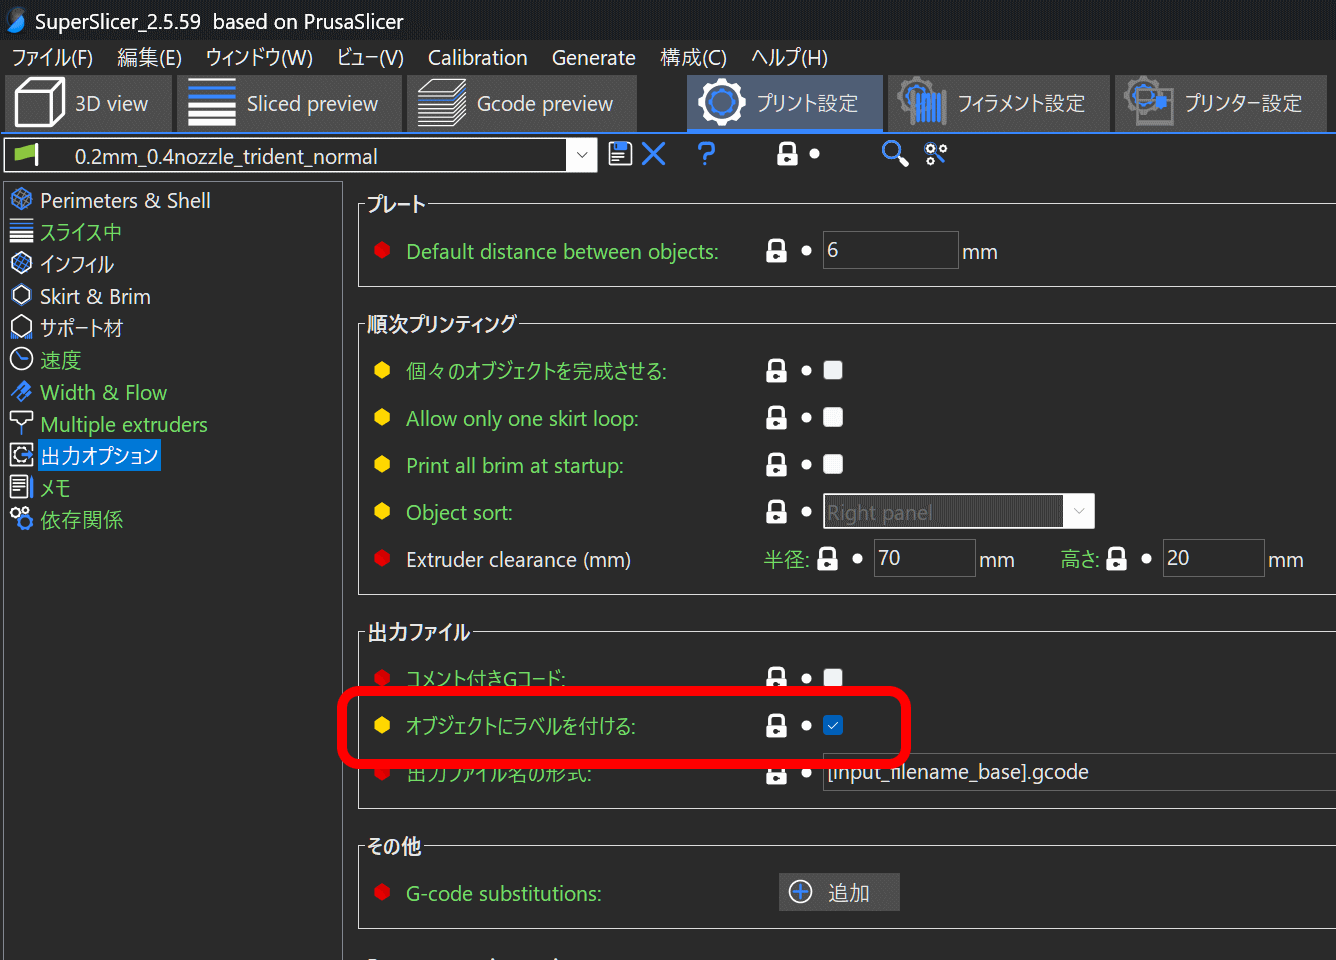 SuperSlicer_2.5.59 based on PrusaSlicer
ファイル(F) 編集(E) ウィンドウ(W) ビュー(V) Calibration Generate 構成(C) ヘルプ(H)
3D view Sliced preview Gcode preview プリント設定 フィラメント設定 プリンター設定
0.2mm_0.4nozzle_trident_normal
Perimeters & Shell
スライス中
インフィル
Skirt & Brim
サポート材
速度
Width & Flow
Multiple extruders
出力オプション
メモ
依存関係
プレート
Default distance between objects: 6 mm
順次プリンティング
個々のオブジェクトを完成させる:
Allow only one skirt loop:
Print all brim at startup:
Object sort: Right panel
Extruder clearance (mm) 半径: 70 mm 高さ: 20 mm
出力ファイル
コメント付きGコード:
オブジェクトにラベルを付ける:
出力ファイル名の形式: [input_filename_base].gcode
その他
G-code substitutions: 追加